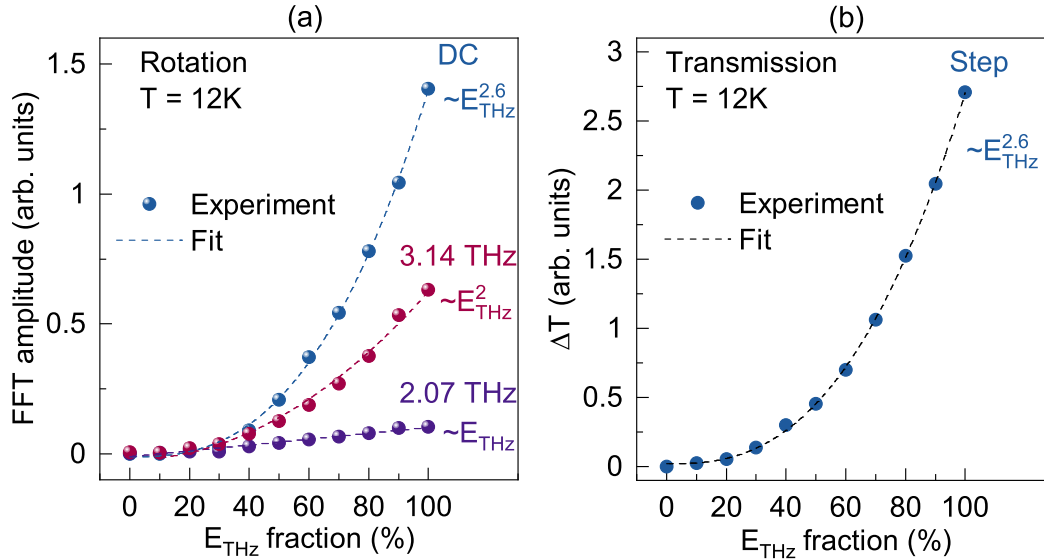 (a)
FFT amplitude (arb. units)
1.5
1
0.5
0
Rotation
T = 12K
DC
~E_THz^2.6
Experiment
Fit
3.14 THz
~E_THz^2
2.07 THz
~E_THz
0 20 40 60 80 100
E_THz fraction (%)
(b)
ΔT (arb. units)
3
2.5
2
1.5
1
0.5
0
Transmission
T = 12K
Step
~E_THz^2.6
Experiment
Fit
0 20 40 60 80 100
E_THz fraction (%)